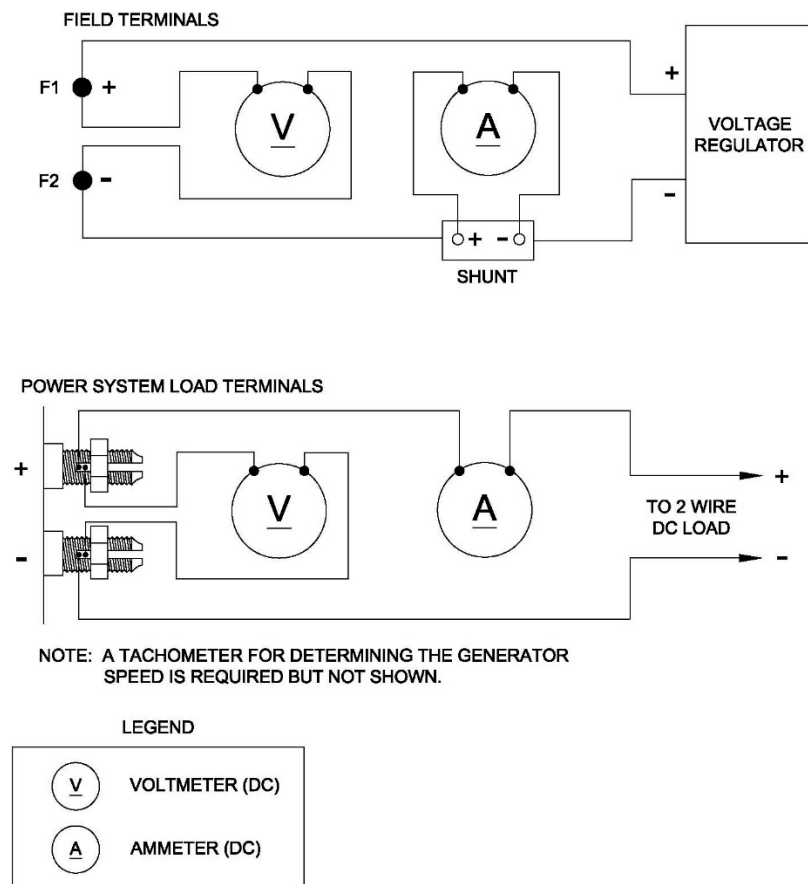 FIELD TERMINALS
F1 +
V
A
+
VOLTAGE
REGULATOR
F2 -
-
+ -
SHUNT
POWER SYSTEM LOAD TERMINALS
+
V
A
+
TO 2 WIRE
DC LOAD
-
-
NOTE: A TACHOMETER FOR DETERMINING THE GENERATOR
SPEED IS REQUIRED BUT NOT SHOWN.
LEGEND
V VOLTMETER (DC)
A AMMETER (DC)